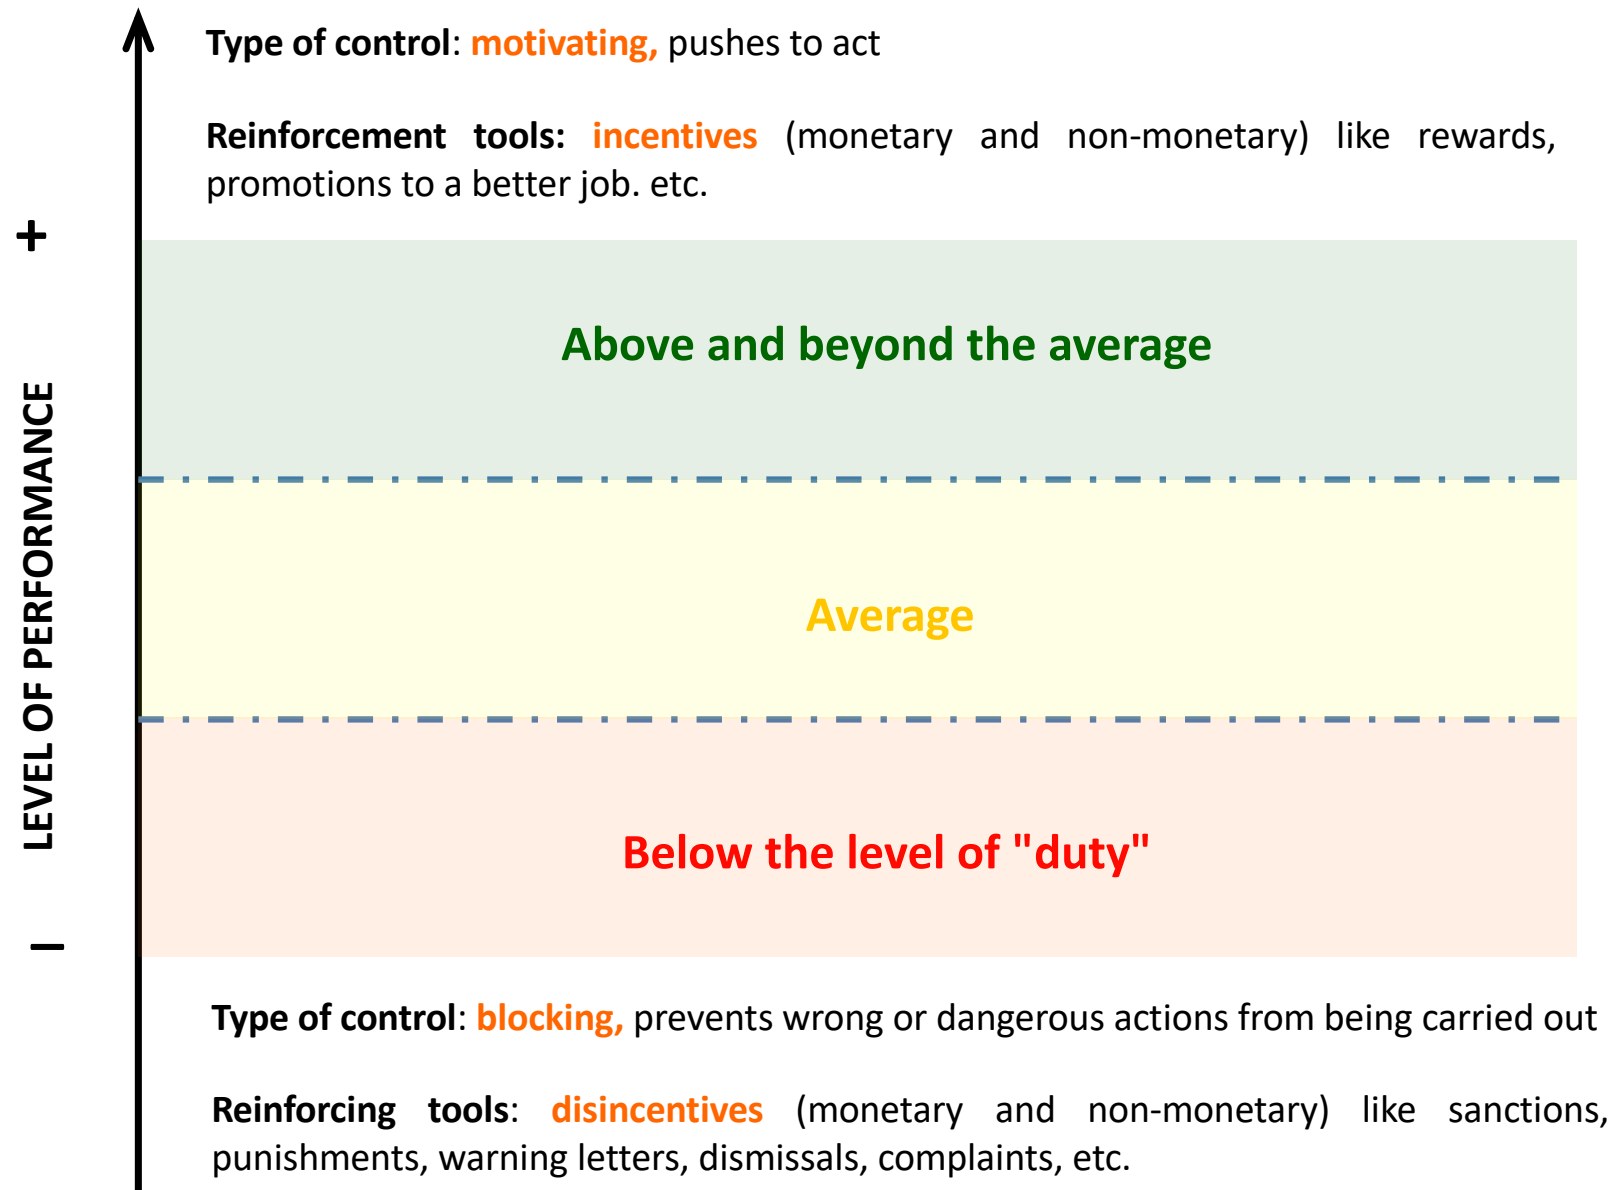 Type of control: motivating, pushes to act
Reinforcement tools: incentives (monetary and non-monetary) like rewards,
promotions to a better job. etc.
+
LEVEL OF PERFORMANCE
–
Above and beyond the average
Average
Below the level of "duty"
Type of control: blocking, prevents wrong or dangerous actions from being carried out
Reinforcing tools: disincentives (monetary and non-monetary) like sanctions,
punishments, warning letters, dismissals, complaints, etc.